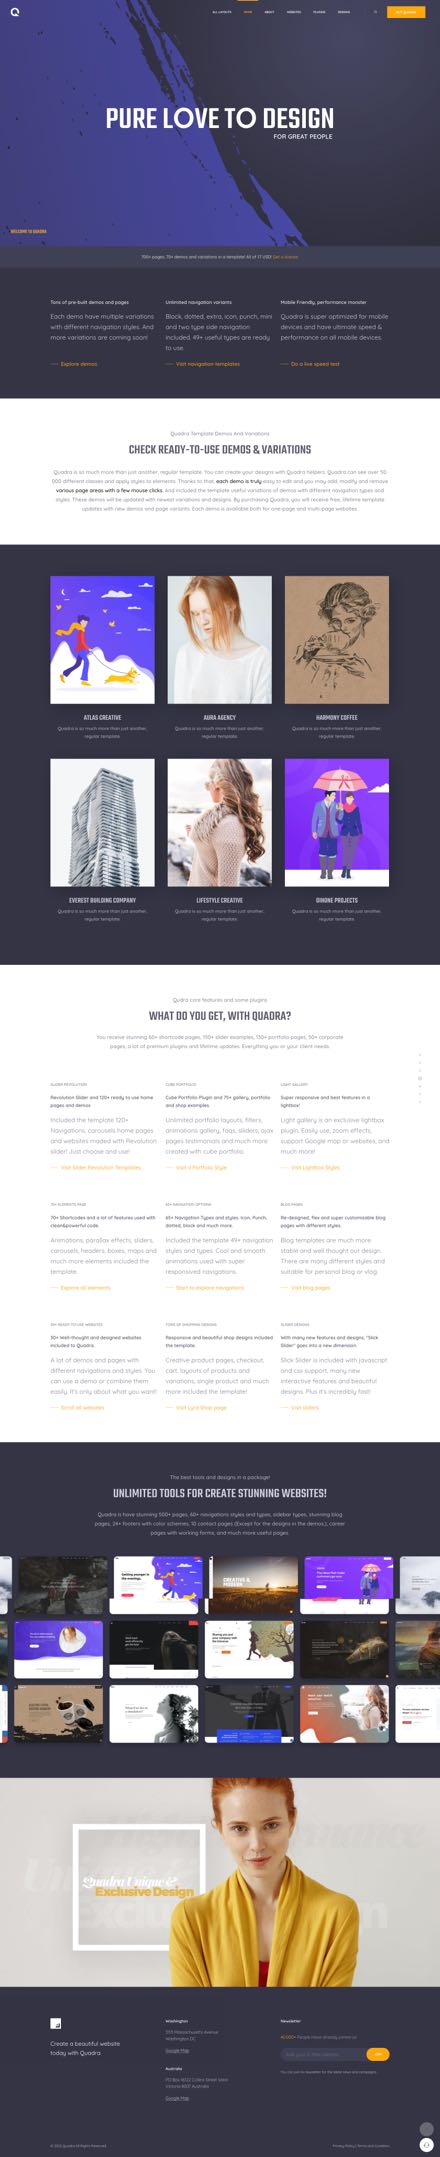 ALL LAYOUTS HOME ABOUT WEBSITES PLUGINS DESIGNS
PURE LOVE TO DESIGN
FOR GREAT PEOPLE
WELCOME TO QUADRA
700+ pages, 70+ demos and variations in a template! All of 17 USD! Get a license
Tons of pre-built demos and pages
Each demo have multiple variations
with different navigation styles. And
more variations are coming soon!
Explore demos
Unlimited navigation variants
Block, dotted, extra, icon, punch, mini
and two type side navigation
included. 49+ useful types are ready
to use.
Visit navigation templates
Mobile Friendly, performance monster
Quadra is super optimized for mobile
devices and have ultimate speed &
performance on all mobile devices.
Do a live speed test
Quadra Template Demos And Variations
CHECK READY-TO-USE DEMOS & VARIATIONS
Quadra is so much more than just another, regular template. You can create your designs with Quadra helpers. Quadra can see over 50
000 different classes and apply styles to elements. Thanks to that, each demo is truly easy to edit and you may add, modify and remove
various page areas with a few mouse clicks. And included the template useful variations of demos with different navigation types and
styles. These demos will be updated with newest variations and designs. By purchasing Quadra, you will receive free, lifetime template
updates with new demos and page variants. Each demo is available both for one-page and multi-page websites.
ATLAS CREATIVE
Quadra is so much more than just another,
regular template.
AURA AGENCY
Quadra is so much more than just another,
regular template.
HARMONY COFFEE
Quadra is so much more than just another,
regular template.
EVEREST BUILDING COMPANY
Quadra is so much more than just another,
regular template.
LIFESTYLE CREATIVE
Quadra is so much more than just another,
regular template.
DIHONE PROJECTS
Quadra is so much more than just another,
regular template.
Qudra core features and some plugins
WHAT DO YOU GET, WITH QUADRA?
You receive stunning 60+ shortcode pages, 150+ slider examples, 130+ portfolio pages, 50+ corporate
pages, a lot of premium plugins and lifetime updates. Everything you or your client needs.
SLIDER REVOLUTION
Revolution Slider and 120+ ready to use home
pages and demos
Included the template 120+
Navigations, carousels home pages
and websites maded with Revolution
slider! Just choose and use!
Visit Slider Revolution Templates
CUBE PORTFOLIO
Cube Portfolio Plugin and 75+ gallery, portfolio
and shop examples.
Unlimited portfolio layouts, filters,
animations gallery, faqs, sliders, ajax
pages testimonials and much more
created with cube portfolio.
Visit a Portfolio Style
LIGHT GALLERY
Super responsive and best features in a
lightbox!
Light gallery is an exclusive lightbox
plugin. Easily use, zoom effects,
support Google map or websites, and
much more!
Visit Lightbox Styles
70+ ELEMENTS PAGE
70+ Shortcodes and a lot of features used with
clean&powerful code.
Animations, parallax effects, sliders,
carousels, headers, boxes, maps and
much more elements included the
template.
Explore all elements
65+ NAVIGATION OPTIONS
65+ Navigation Types and styles. Icon, Punch,
dotted, block and much more.
Included the template 49+ navigation
styles and types. Cool and smooth
animations used with super
responsived navigations.
Start to explore navigations
BLOG PAGES
Re-designed, flex and super customizable blog
pages with different styles.
Blog templates are much more
stable and well thought out design.
There are many different styles and
suitable for personal blog or vlog.
Visit blog pages
30+ READY TO USE WEBSITES
30+ Well-thought and designed websites
included to Quadra.
A lot of demos and pages with
different navigations and styles. You
can use a demo or combine them
easily. It's only about what you want!
Scroll all websites
TONS OF SHOPPING DESIGNS
Responsive and beautiful shop designs included
the template.
Creative product pages, checkout,
cart, layouts of products and
variations, single product and much
more included the template!
Visit Lyra Shop page
SLIDER DESIGNS
With many new features and designs, "Slick
Slider" goes into a new dimension.
Slick Slider is included with javascript
and css support, many new
interactive features and beautiful
designs. Plus it's incredibly fast!
Visit sliders
The best tools and designs in a package!
UNLIMITED TOOLS FOR CREATE STUNNING WEBSITES!
Quadra is have stunning 500+ pages, 60+ navigations styles and types, sidebar types, stunning blog
pages, 24+ footers with color schemes, 10 contact pages (Except for the designs in the demos.), career
pages with working forms, and much more useful pages.
CREATIVE &
MODERN
Quadra Unique &
Exclusive Design
Create a beautiful website
today with Quadra.
Washington
Washington DC
Google Map
Australia
PO Box 16122 Collins Street West
Victoria 8007 Australia
Google Map
Newsletter
People have already joined us!
You can join to newsletter for the latest news and campaigns.
© 2020 Quadra All Rights Reserved.
Privacy Policy | Terms and Conditions